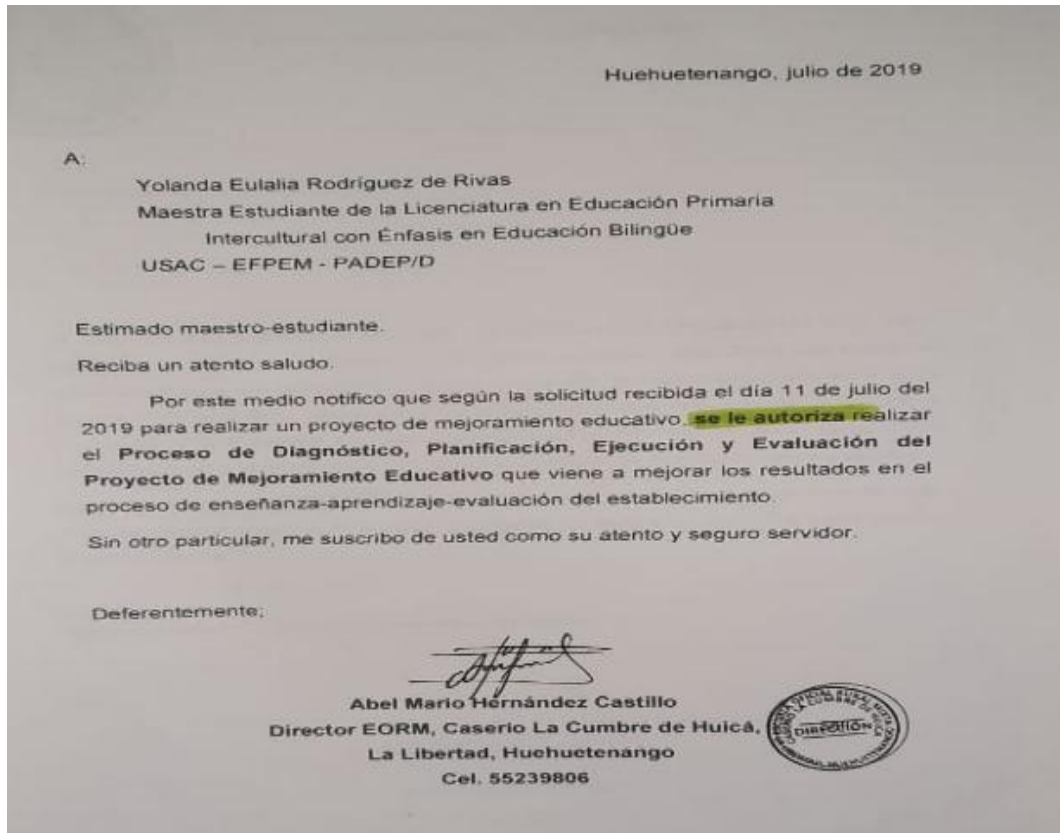 Huehuetenango, julio de 2019
A:
Yolanda Eulalia Rodríguez de Rivas
Maestra Estudiante de la Licenciatura en Educación Primaria
Intercultural con Énfasis en Educación Bilingüe
USAC – EFPEM - PADEP/D
Estimado maestro-estudiante.
Reciba un atento saludo.
Por este medio notifico que según la solicitud recibida el día 11 de julio del
2019 para realizar un proyecto de mejoramiento educativo, se le autoriza realizar
el Proceso de Diagnóstico, Planificación, Ejecución y Evaluación del
Proyecto de Mejoramiento Educativo que viene a mejorar los resultados en el
proceso de enseñanza-aprendizaje-evaluación del establecimiento.
Sin otro particular, me suscribo de usted como su atento y seguro servidor.
Deferentemente;
Abel Mario Hernández Castillo
Director EORM, Caserio La Cumbre de Huicá,
La Libertad, Huehuetenango
Cel. 55239806
DIRECCIÓN